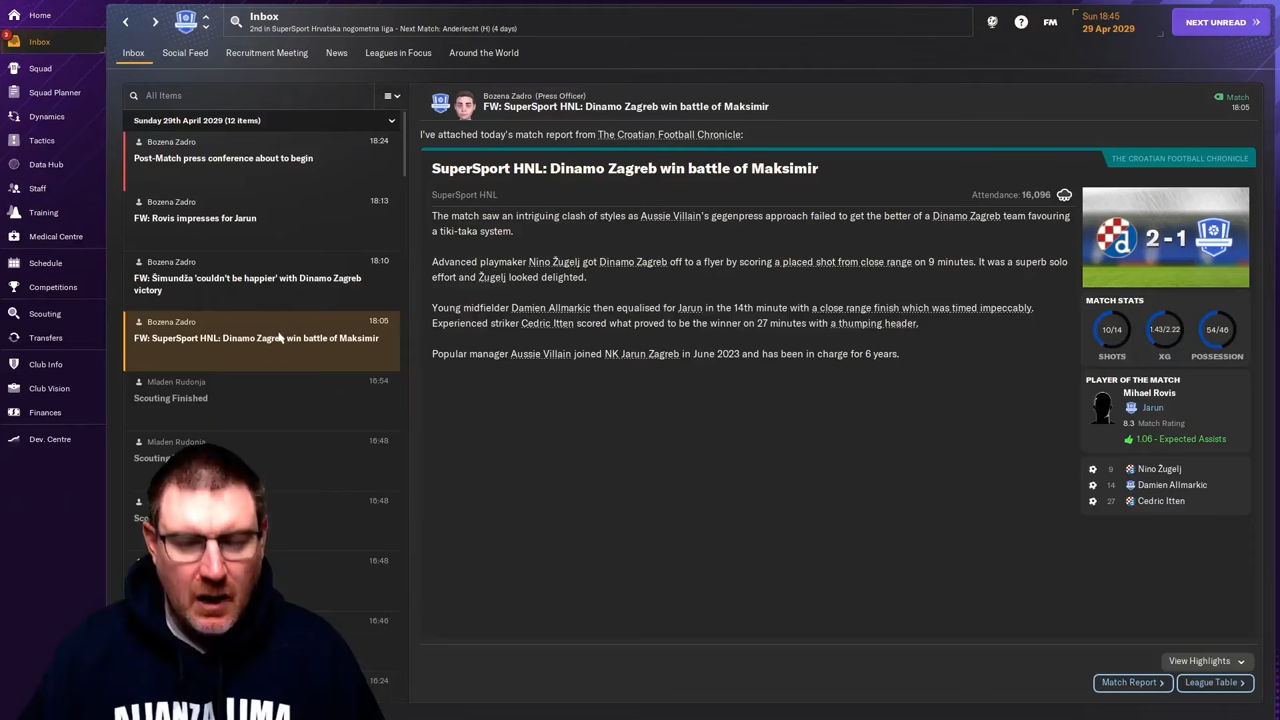 Home
Inbox
Squad
Squad Planner
Dynamics
Tactics
Data Hub
Staff
Training
Medical Centre
Schedule
Competitions
Scouting
Transfers
Club Info
Club Vision
Finances
Dev. Centre
Inbox
2nd in SuperSport Hrvatska nogometna liga - Next Match: Anderlecht (H) (4 days)
FM
Sun 18:45
29 Apr 2029
NEXT UNREAD
Inbox
Social Feed
Recruitment Meeting
News
Leagues in Focus
Around the World
All Items
Sunday 29th April 2029 (12 items)
Bozena Zadro 18:24
Post-Match press conference about to begin
Bozena Zadro 18:13
FW: Rovis impresses for Jarun
Bozena Zadro 18:10
FW: Šimundža 'couldn't be happier' with Dinamo Zagreb
victory
Bozena Zadro 18:05
FW: SuperSport HNL: Dinamo Zagreb win battle of Maksimir
Mladen Rudonja 16:54
Scouting Finished
Mladen Rudonja 16:48
16:48
16:48
16:46
16:24
Bozena Zadro (Press Officer)
FW: SuperSport HNL: Dinamo Zagreb win battle of Maksimir
Match
18:05
I've attached today's match report from The Croatian Football Chronicle:
THE CROATIAN FOOTBALL CHRONICLE
SuperSport HNL: Dinamo Zagreb win battle of Maksimir
SuperSport HNL
Attendance: 16,096
The match saw an intriguing clash of styles as Aussie Villain's gegenpress approach failed to get the better of a Dinamo Zagreb team favouring
a tiki-taka system.
Advanced playmaker Nino Žugelj got Dinamo Zagreb off to a flyer by scoring a placed shot from close range on 9 minutes. It was a superb solo
effort and Žugelj looked delighted.
Young midfielder Damien Allmarkic then equalised for Jarun in the 14th minute with a close range finish which was timed impeccably.
Experienced striker Cedric Itten scored what proved to be the winner on 27 minutes with a thumping header.
Popular manager Aussie Villain joined NK Jarun Zagreb in June 2023 and has been in charge for 6 years.
2 - 1
MATCH STATS
10/14
1.43/2.22
54/46
SHOTS
XG
POSSESSION
PLAYER OF THE MATCH
Mihael Rovis
Jarun
8.3 Match Rating
1.06 - Expected Assists
9 Nino Žugelj
14 Damien Allmarkic
27 Cedric Itten
View Highlights
Match Report
League Table
ALIANZA LIMA